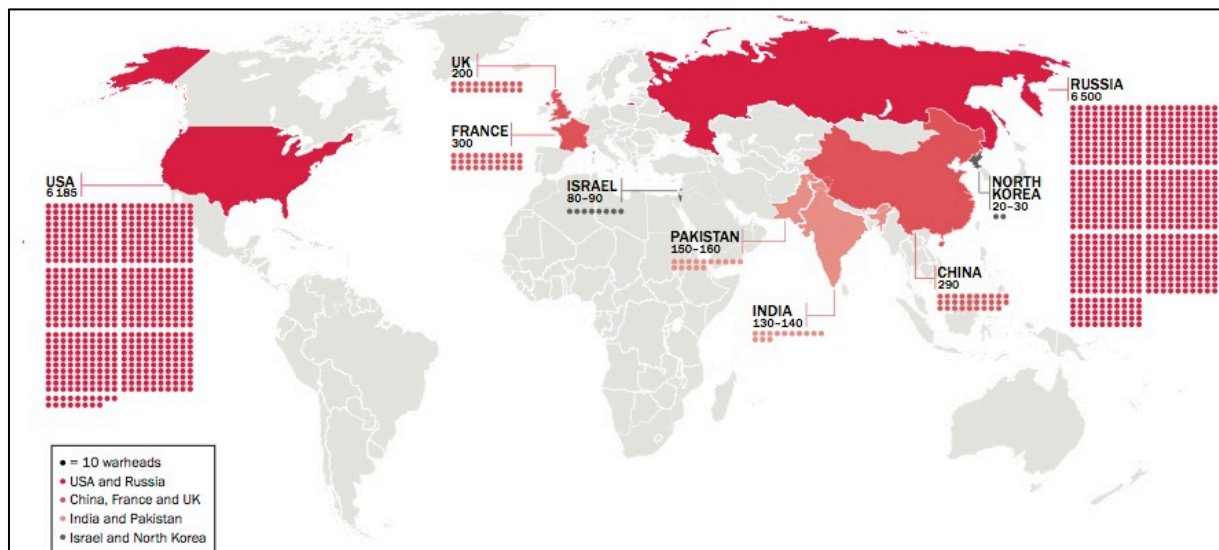 UK
200
FRANCE
300
USA
6 185
ISRAEL
80–90
PAKISTAN
150–160
INDIA
130–140
RUSSIA
6 500
NORTH
KOREA
20–30
CHINA
290
= 10 warheads
USA and Russia
China, France and UK
India and Pakistan
Israel and North Korea